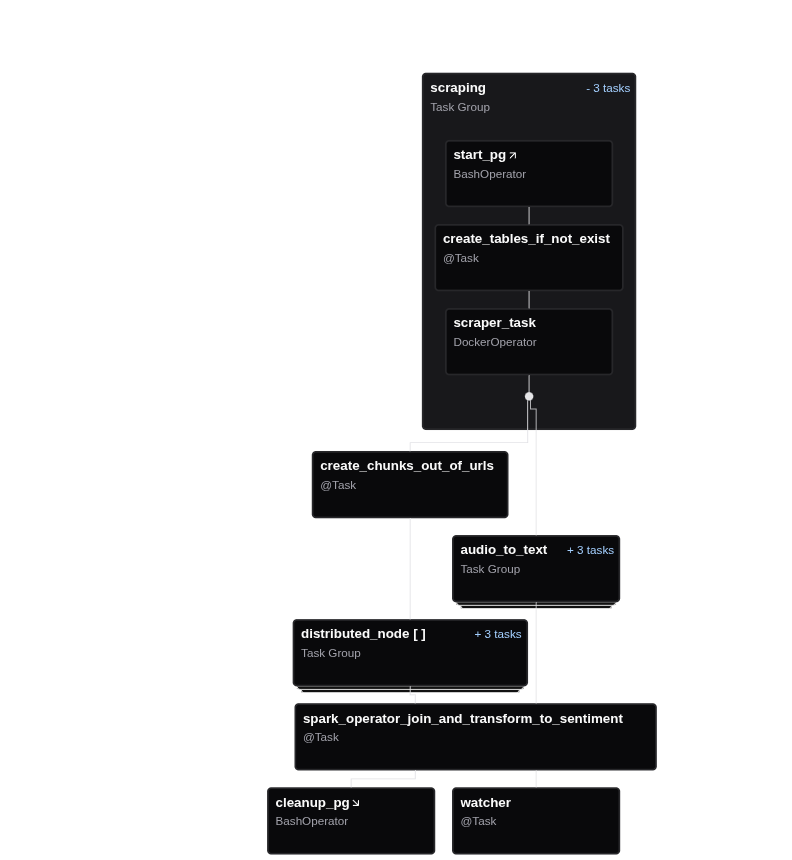 scraping - 3 tasks
Task Group
start_pg
BashOperator
create_tables_if_not_exist
@Task
scraper_task
DockerOperator
create_chunks_out_of_urls
@Task
audio_to_text + 3 tasks
Task Group
distributed_node [ ] + 3 tasks
Task Group
spark_operator_join_and_transform_to_sentiment
@Task
cleanup_pg
BashOperator
watcher
@Task